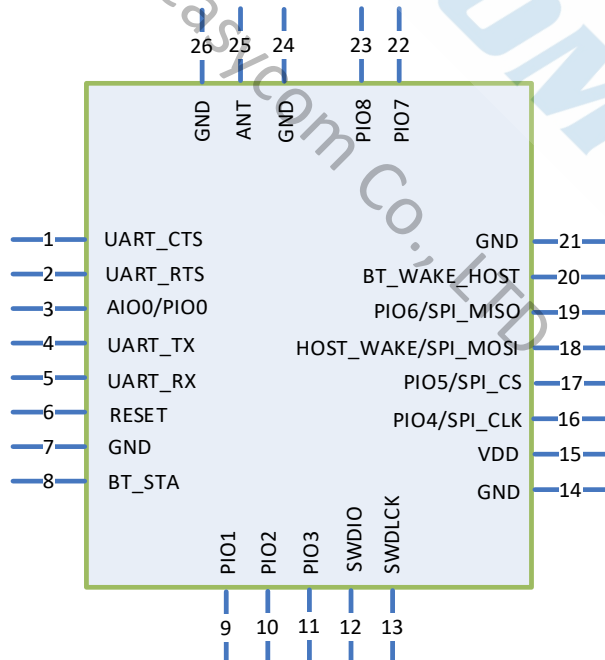 26 25 24 23 22
GND ANT GND PIO8 PIO7
1 UART_CTS
2 UART_RTS
3 AIO0/PIO0
4 UART_TX
5 UART_RX
6 RESET
7 GND
8 BT_STA
GND 21
BT_WAKE_HOST 20
PIO6/SPI_MISO 19
HOST_WAKE/SPI_MOSI 18
PIO5/SPI_CS 17
PIO4/SPI_CLK 16
VDD 15
GND 14
PIO1 PIO2 PIO3 SWDIO SWDLCK
9 10 11 12 13
asycom Co., LTD